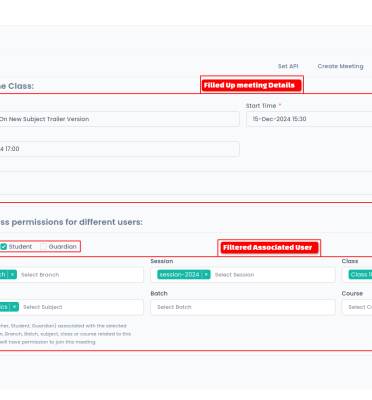 Set API Create Meeting
e Class:
Filled Up meeting Details
Start Time *
On New Subject Trailer Version
15-Dec-2024 15:30
4 17:00
ss permissions for different users:
Student Guardian
Filtered Associated User
Session Class
ch × Select Branch
session-2024 × Select Session
Class 1
Batch Course
ics × Select Subject
Select Batch
Select C
her, Student, Guardian) associated with the selected
n, Branch, Batch, subject, class or course related to this
will have permission to join this meeting.